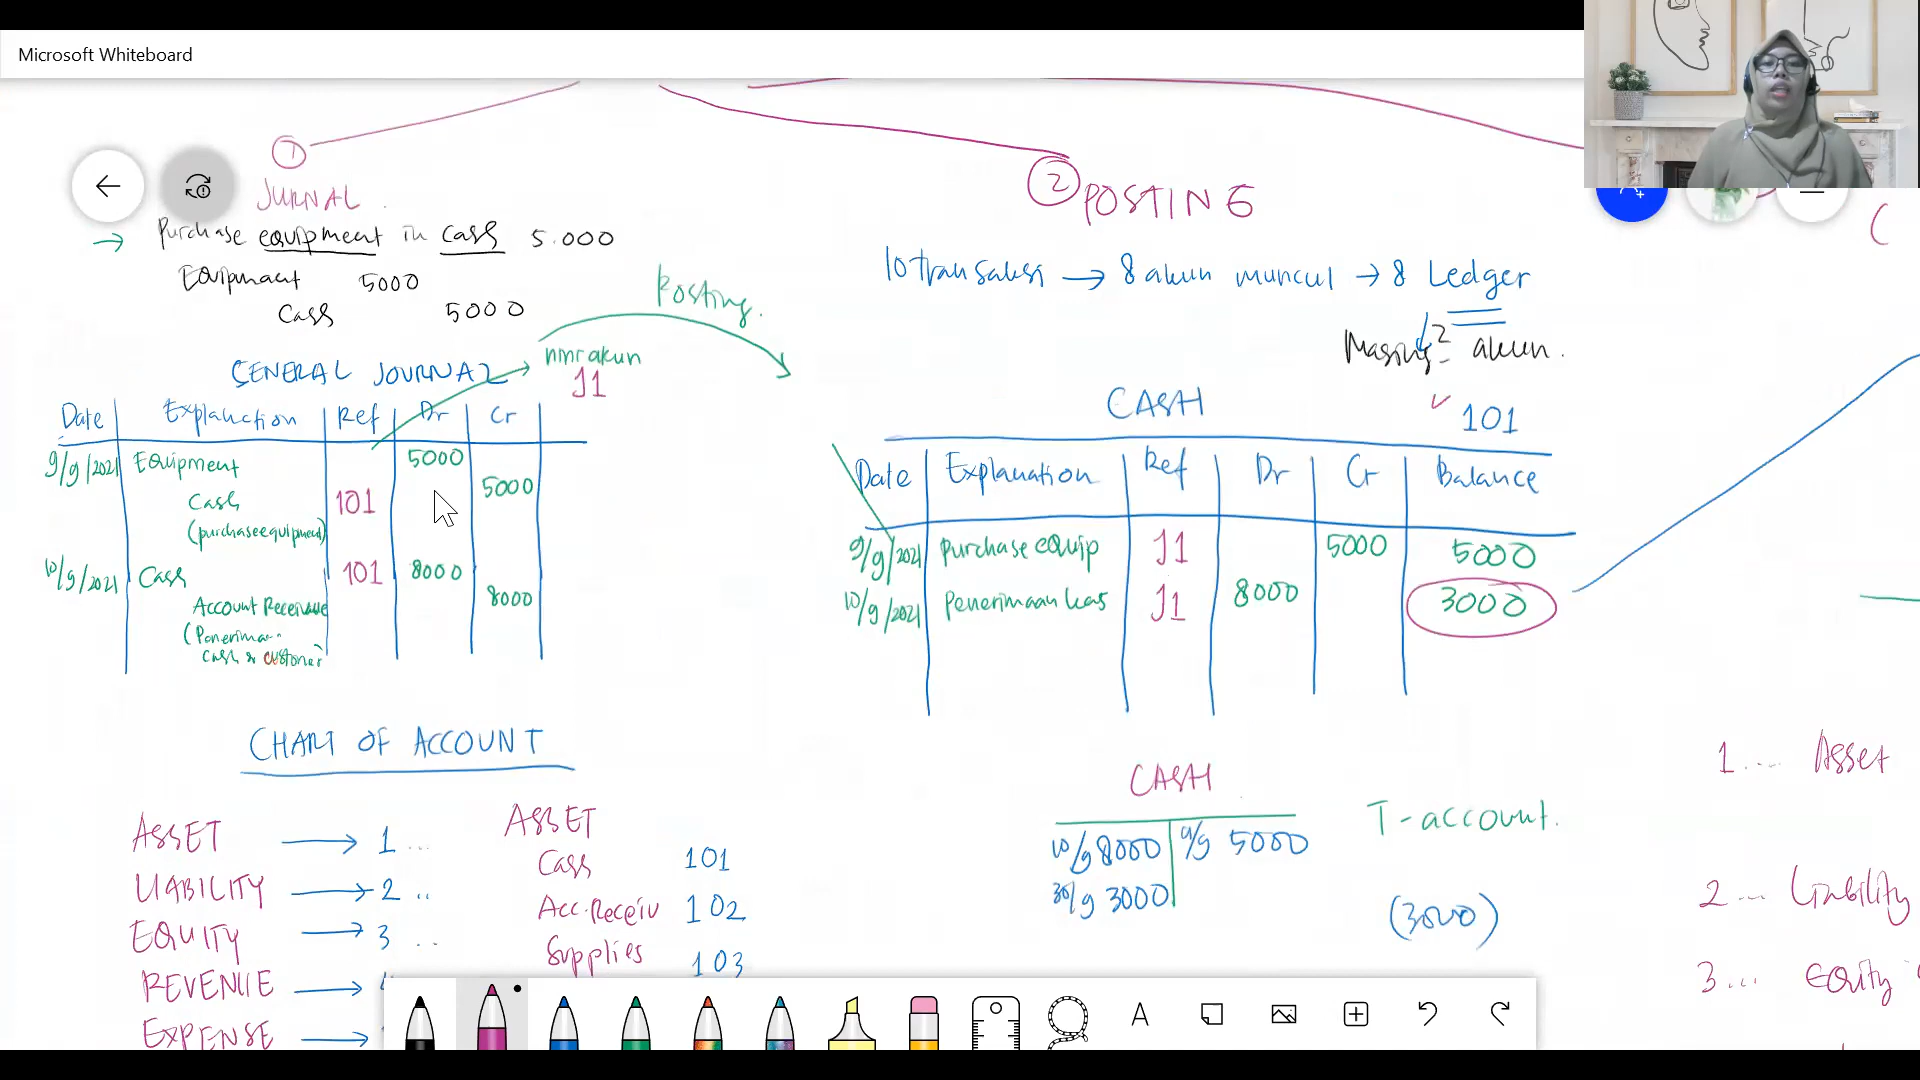 Microsoft Whiteboard
1
JURNAL
→ Purchase equipment in cash 5.000
Equipment 5000
Cash 5000
Posting.
nmr akun
J1
GENERAL JOURNAL
Date Explanation Ref Dr Cr
9/9/2021 Equipment 5000
Cash 101 5000
(purchase equipment)
10/9/2021 Cash 101 8000
Account Receivable 8000
cash customer
CHART OF ACCOUNT
ASSET → 1 ...
LIABILITY → 2 ..
EQUITY → 3 ..
REVENUE →
EXPENSE →
ASSET
Cash 101
Acc.Receiv 102
Supplies 103
2 POSTING
10 transaksi → 8 akun muncul → 8 Ledger
Masing2 akun.
CASH 101
Date Explanation Ref Dr Cr Balance
9/9/2021 purchase equip J1 5000 5000
10/9/2021 penerimaan kas J1 8000 3000
CASH
10/9 8000 9/9 5000
30/9 3000
T-account.
(3000)
1.... Asset
2... Liability
3... Equity
A